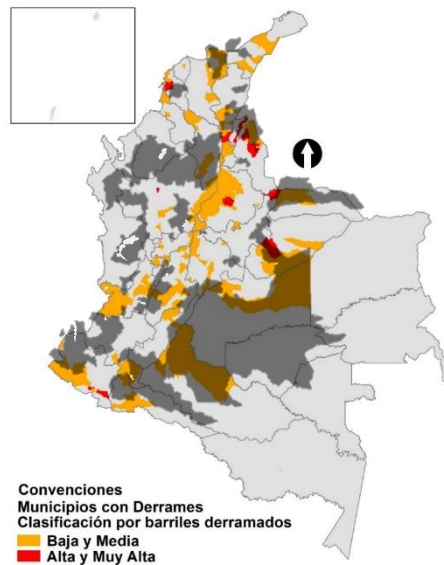 Convenciones
Municipios con Derrames
Clasificación por barriles derramados
Baja y Media
Alta y Muy Alta